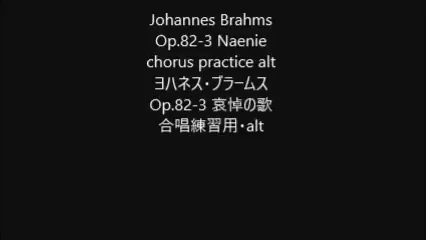 Johannes Brahms
Op.82-3 Naenie
chorus practice alt
ヨハネス・ブラームス
Op.82-3 哀悼の歌
合唱練習用・alt